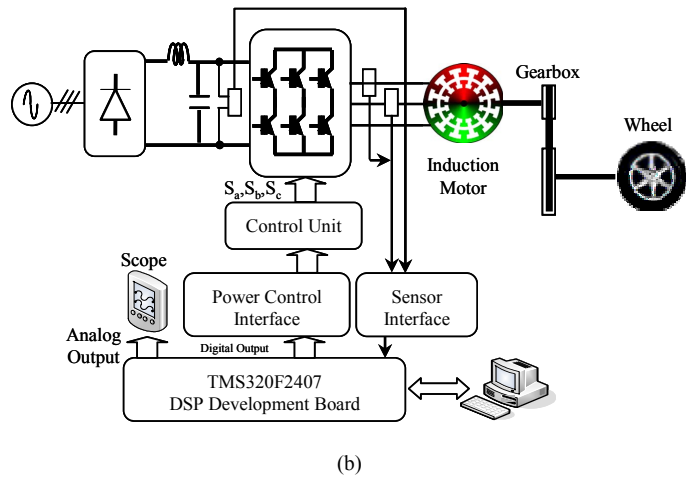 Gearbox
Wheel
Induction
Motor
Sa,Sb,Sc
Control Unit
Scope
Power Control
Interface
Sensor
Interface
Analog
Output
Digital Output
TMS320F2407
DSP Development Board
(b)